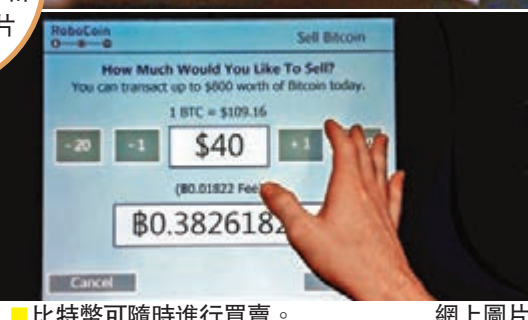 片
RoboCoin Sell Bitcoin
How Much Would You Like To Sell?
You can transact up to $800 worth of Bitcoin today.
1 BTC = $109.16
- 20 - 1 $40 + 1
(฿0.01822 Fee
฿0.3826182
Cancel
■比特幣可隨時進行買賣。 網上圖片